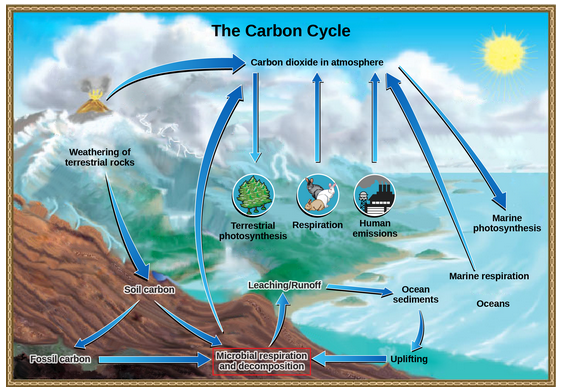 The Carbon Cycle
Carbon dioxide in atmosphere
Weathering of
terrestrial rocks
Terrestrial
photosynthesis
Respiration
Human
emissions
Marine
photosynthesis
Marine respiration
Soil carbon
Leaching/Runoff
Ocean
sediments
Oceans
Fossil carbon
Microbial respiration
and decomposition
Uplifting